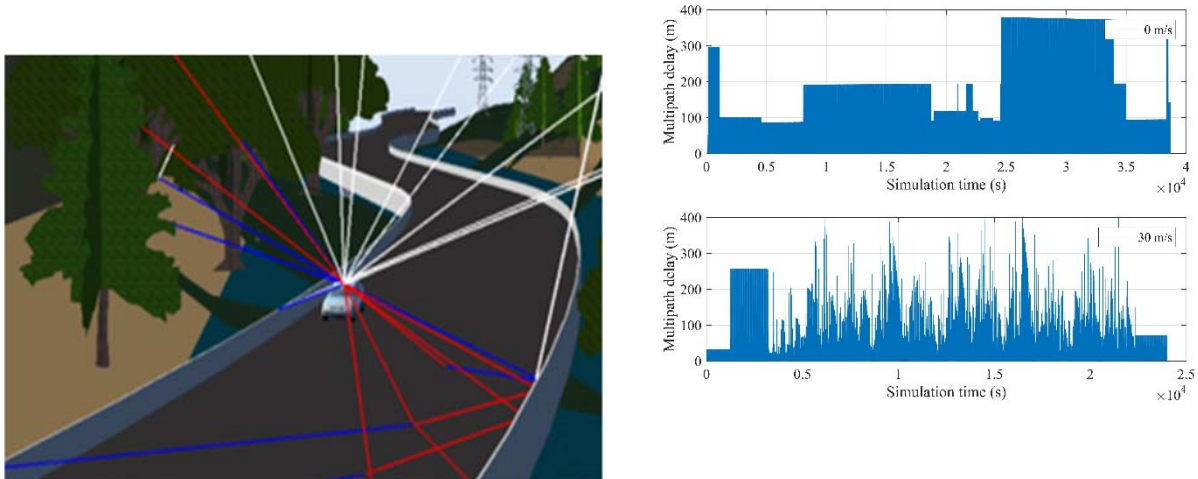 400
300
200
100
0
Multipath delay (m)
0 m/s
0 0.5 1 1.5 2 2.5 3 3.5 4
Simulation time (s)
×10⁴
400
300
200
100
0
Multipath delay (m)
30 m/s
0 0.5 1 1.5 2 2.5
Simulation time (s)
×10⁴